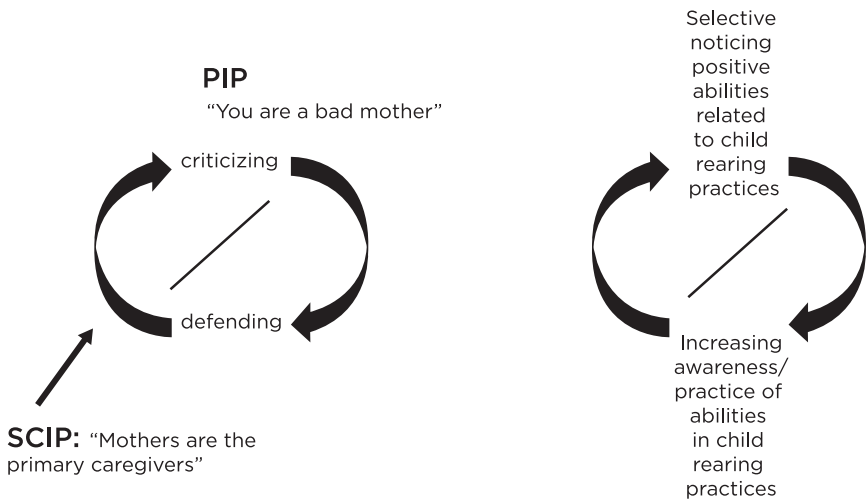 PIP
“You are a bad mother”
criticizing
defending
SCIP: “Mothers are the
primary caregivers”
Selective
noticing
positive
abilities
related
to child
rearing
practices
Increasing
awareness/
practice of
abilities
in child
rearing
practices